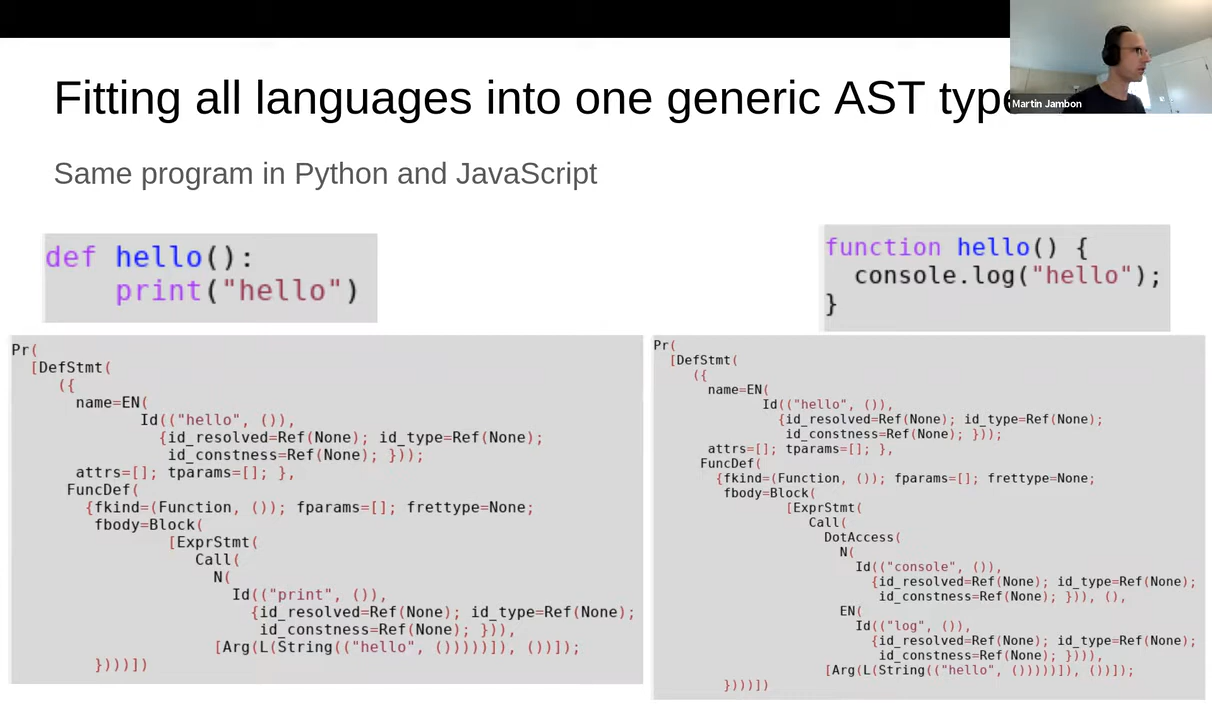 Fitting all languages into one generic AST type
Martin Jambon
Same program in Python and JavaScript
def hello():
    print("hello")
function hello() {
  console.log("hello");
}
Pr(
  [DefStmt(
     ({
       name=EN(
              Id(("hello", ()),
                {id_resolved=Ref(None); id_type=Ref(None);
                 id_constness=Ref(None); }));
       attrs=[]; tparams=[]; },
      FuncDef(
        {fkind=(Function, ()); fparams=[]; frettype=None;
         fbody=Block(
                 [ExprStmt(
                    Call(
                      N(
                        Id(("print", ()),
                          {id_resolved=Ref(None); id_type=Ref(None);
                           id_constness=Ref(None); })),
                      [Arg(L(String(("hello", ()))))]), ())]);
         })))])
Pr(
  [DefStmt(
     ({
       name=EN(
              Id(("hello", ()),
                {id_resolved=Ref(None); id_type=Ref(None);
                 id_constness=Ref(None); }));
       attrs=[]; tparams=[]; },
      FuncDef(
        {fkind=(Function, ()); fparams=[]; frettype=None;
         fbody=Block(
                 [ExprStmt(
                    Call(
                      DotAccess(
                        N(
                          Id(("console", ()),
                            {id_resolved=Ref(None); id_type=Ref(None);
                             id_constness=Ref(None); })), (),
                        EN(
                          Id(("log", ()),
                            {id_resolved=Ref(None); id_type=Ref(None);
                             id_constness=Ref(None); }))),
                      [Arg(L(String(("hello", ()))))]), ())]);
         })))])